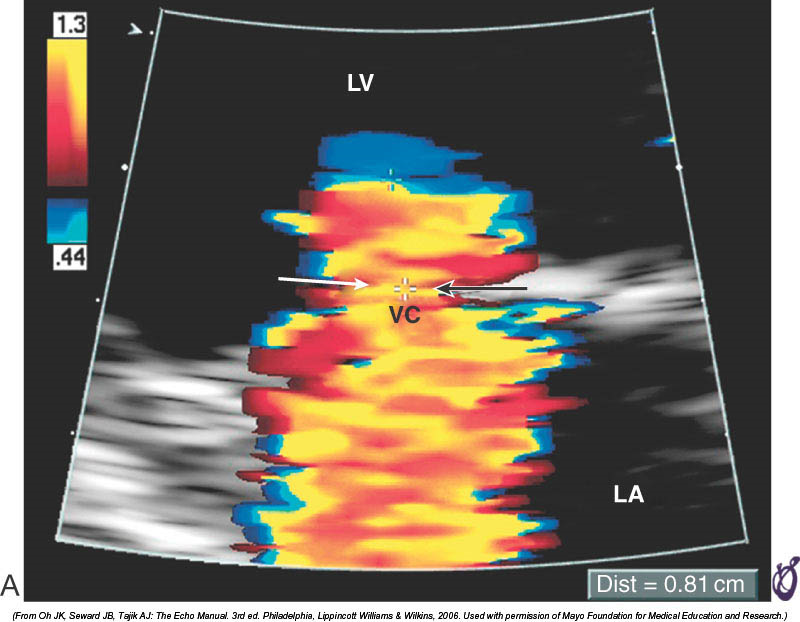 1.3
LV
.44
VC
LA
A
Dist = 0.81 cm
(From Oh JK, Seward JB, Tajik AJ: The Echo Manual. 3rd ed. Philadelphia, Lippincott Williams & Wilkins, 2006. Used with permission of Mayo Foundation for Medical Education and Research.)